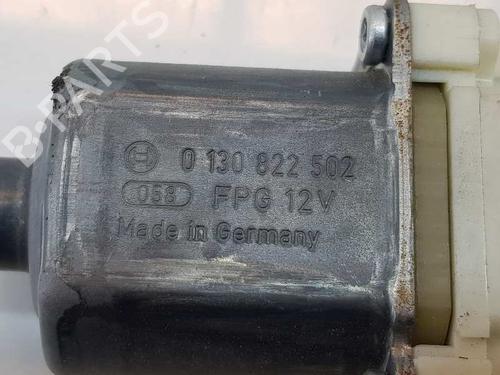 B-PARTS
0 130 822 502
058 FPG 12V
Made in Germany